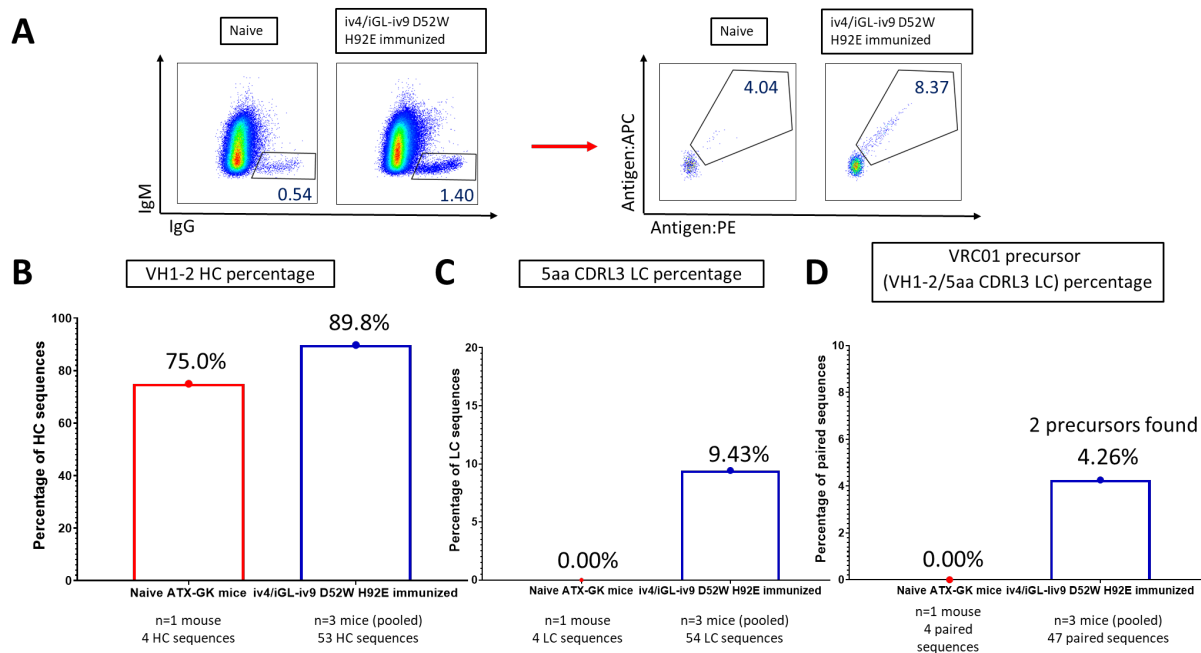 A
Naive
iv4/iGL-iv9 D52W
H92E immunized
Naive
iv4/iGL-iv9 D52W
H92E immunized
IgM
0.54
1.40
IgG
Antigen:APC
4.04
8.37
Antigen:PE
B
VH1-2 HC percentage
Percentage of HC sequences
100
80
60
40
20
0
75.0%
89.8%
Naive ATX-GK mice
iv4/iGL-iv9 D52W H92E immunized
n=1 mouse
4 HC sequences
n=3 mice (pooled)
53 HC sequences
C
5aa CDRL3 LC percentage
Percentage of LC sequences
20
15
10
5
0
0.00%
9.43%
Naive ATX-GK mice
iv4/iGL-iv9 D52W H92E immunized
n=1 mouse
4 LC sequences
n=3 mice (pooled)
54 LC sequences
D
VRC01 precursor
(VH1-2/5aa CDRL3 LC) percentage
Percentage of paired sequences
10
8
6
4
2
0
0.00%
2 precursors found
4.26%
Naive ATX-GK mice
iv4/iGL-Iiv9 D52W H92E immunized
n=1 mouse
4 paired
sequences
n=3 mice (pooled)
47 paired sequences